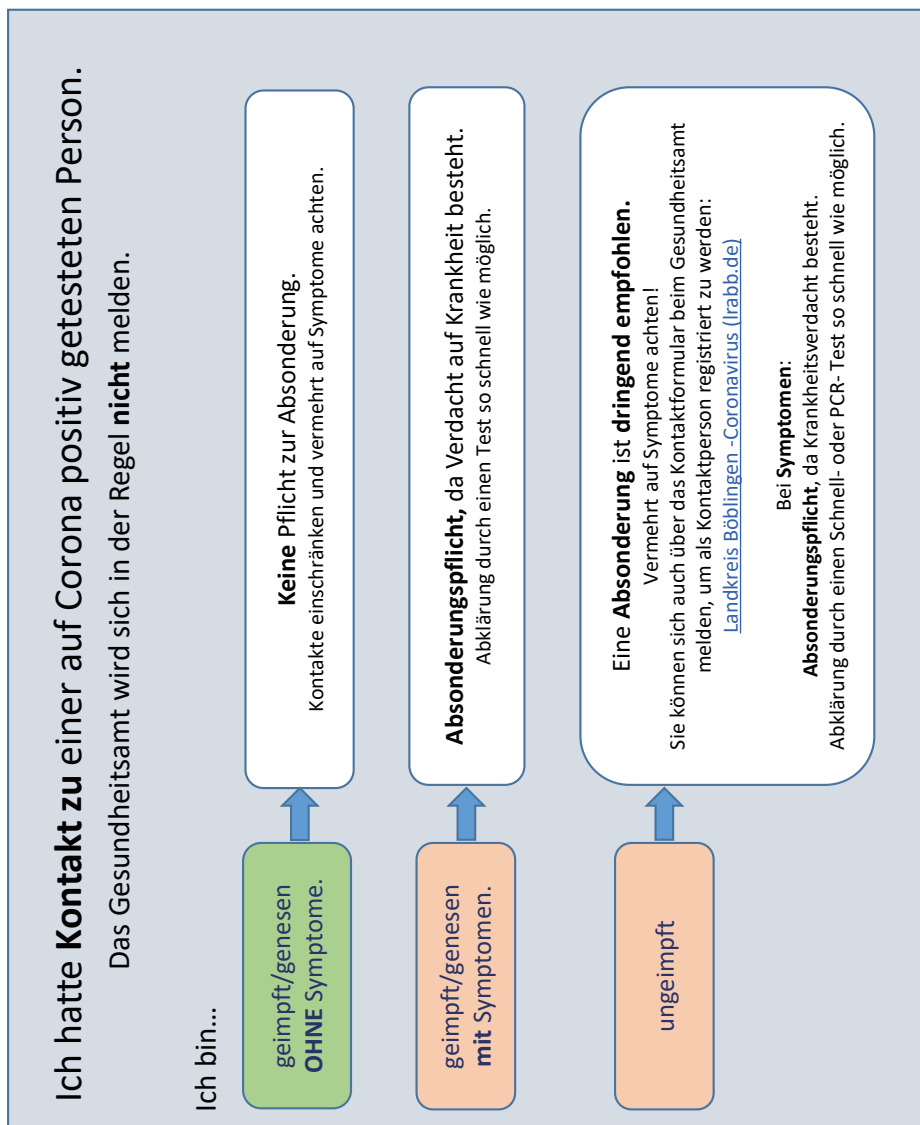 Ich hatte Kontakt zu einer auf Corona positiv getesteten Person.
Das Gesundheitsamt wird sich in der Regel nicht melden.
Ich bin...
geimpft/genesen
OHNE Symptome.
Keine Pflicht zur Absonderung.
Kontakte einschränken und vermehrt auf Symptome achten.
geimpft/genesen
mit Symptomen.
Absonderungspflicht, da Verdacht auf Krankheit besteht.
Abklärung durch einen Test so schnell wie möglich.
ungeimpft
Eine Absonderung ist dringend empfohlen.
Vermehrt auf Symptome achten!
Sie können sich auch über das Kontaktformular beim Gesundheitsamt
melden, um als Kontaktperson registriert zu werden:
Landkreis Böblingen -Coronavirus (lrabb.de)
Bei Symptomen:
Absonderungspflicht, da Krankheitsverdacht besteht.
Abklärung durch einen Schnell- oder PCR- Test so schnell wie möglich.